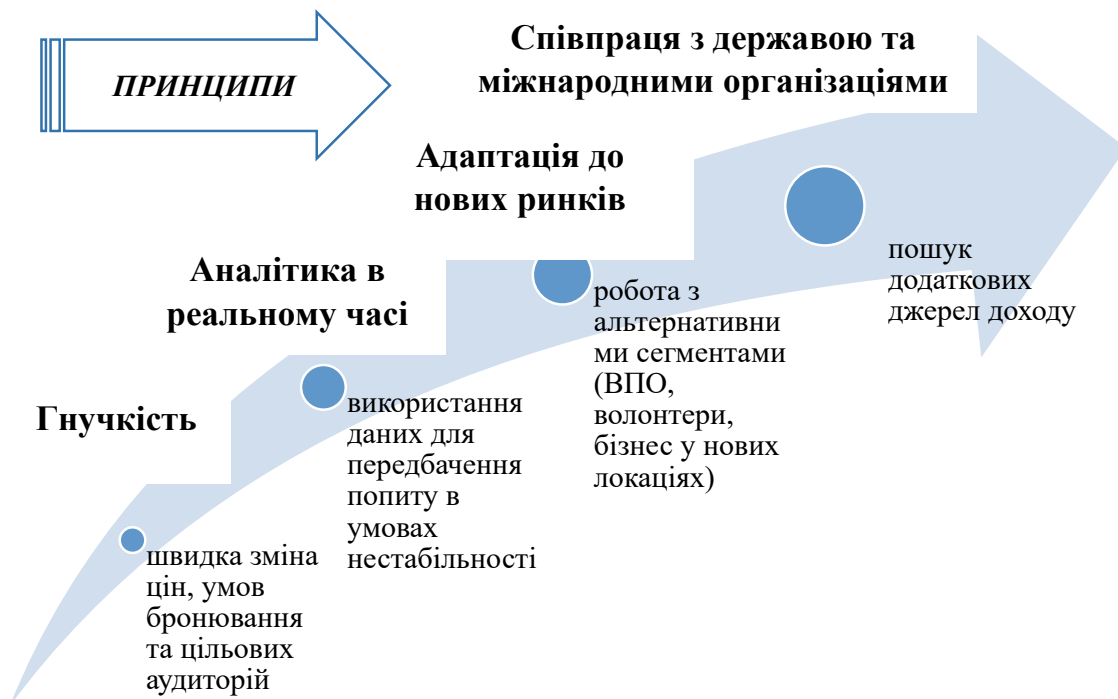 ПРИНЦИПИ
Співпраця з державою та
міжнародними організаціями
Адаптація до
нових ринків
Аналітика в
реальному часі
Гнучкість
швидка зміна
цін, умов
бронювання
та цільових
аудиторій
використання
даних для
передбачення
попиту в
умовах
нестабільності
робота з
альтернативни
ми сегментами
(ВПО,
волонтери,
бізнес у нових
локаціях)
пошук
додаткових
джерел доходу